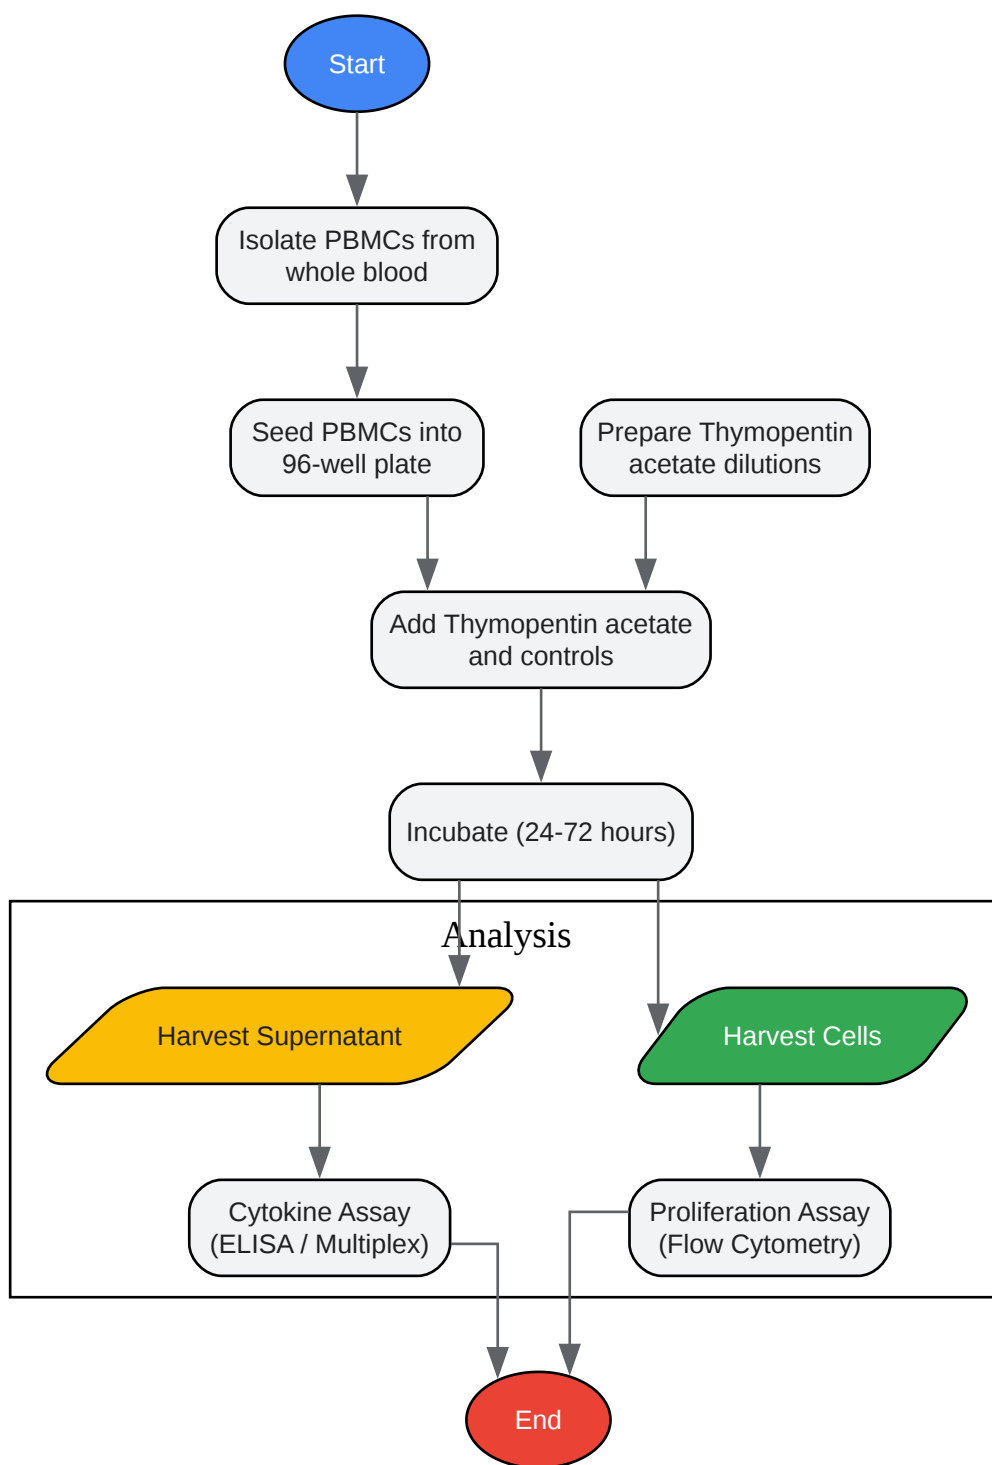 Start
Isolate PBMCs from
whole blood
Seed PBMCs into
96-well plate
Prepare Thymopentin
acetate dilutions
Add Thymopentin acetate
and controls
Incubate (24-72 hours)
Analysis
Harvest Supernatant
Harvest Cells
Cytokine Assay
(ELISA / Multiplex)
Proliferation Assay
(Flow Cytometry)
End